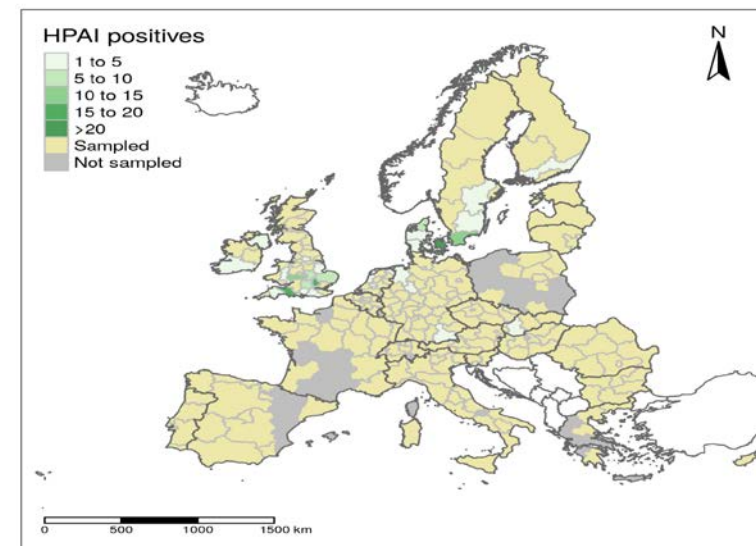 HPAI positives
1 to 5
5 to 10
10 to 15
15 to 20
>20
Sampled
Not sampled
N
0 500 1000 1500 km